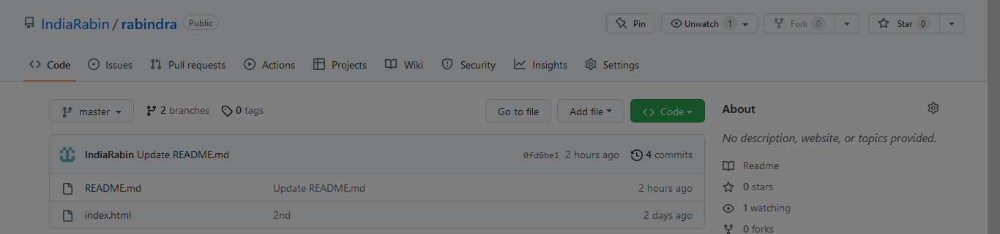 IndiaRabin / rabindra Public Pin Unwatch 1 Fork 0 Star 0
Code Issues Pull requests Actions Projects Wiki Security Insights Settings
master 2 branches 0 tags Go to file Add file Code About
No description, website, or topics provided.
IndiaRabin Update README.md 0fd6be1 2 hours ago 4 commits
Readme
README.md Update README.md 2 hours ago
0 stars
1 watching
index.html 2nd 2 days ago
0 forks